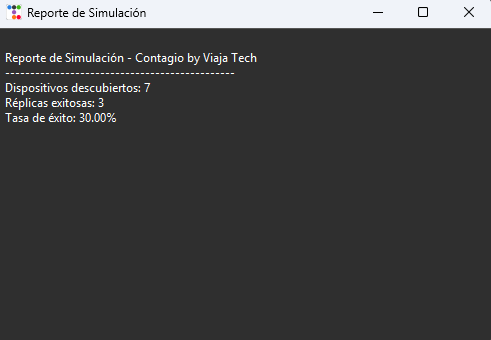 Reporte de Simulación
Reporte de Simulación - Contagio by Viaja Tech
----------------------------------------------
Dispositivos descubiertos: 7
Réplicas exitosas: 3
Tasa de éxito: 30.00%